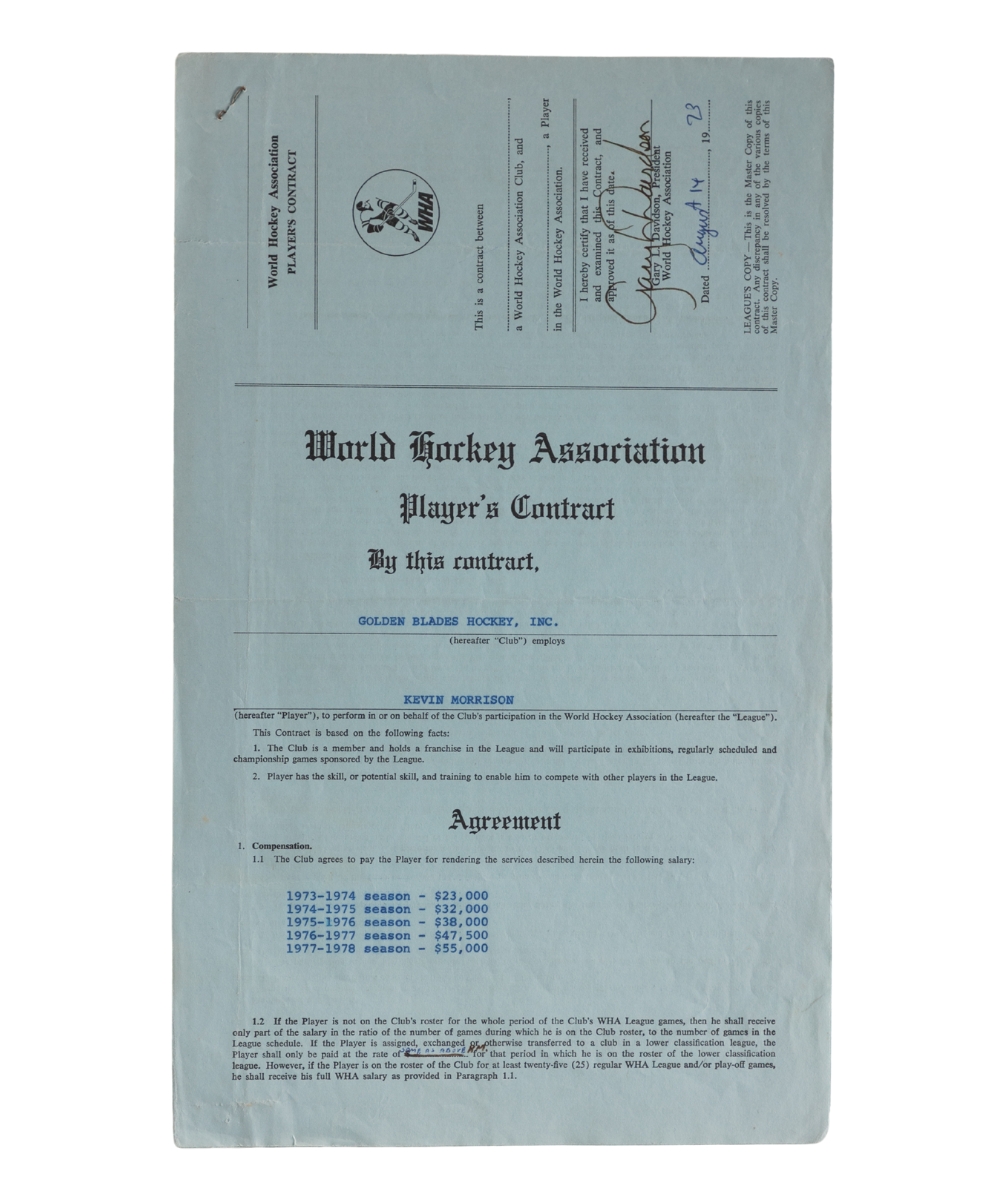 World Hockey Association
PLAYER'S CONTRACT
WHA
This is a contract between
a World Hockey Association Club, and
, a Player
in the World Hockey Association.
I hereby certify that I have received
and examined this Contract, and
approved it as of this date.
Gary L. Davidson
Gary L. Davidson, President
World Hockey Association
Dated August 14, 1973
LEAGUE'S COPY — This is the Master Copy of this
contract. Any discrepancy in any of the various copies
of this contract shall be resolved by the terms of this
Master Copy.
World Hockey Association
Player's Contract
By this contract,
GOLDEN BLADES HOCKEY, INC.
(hereafter "Club") employs
KEVIN MORRISON
(hereafter "Player"), to perform in or on behalf of the Club's participation in the World Hockey Association (hereafter the "League").
This Contract is based on the following facts:
1. The Club is a member and holds a franchise in the League and will participate in exhibitions, regularly scheduled and
championship games sponsored by the League.
2. Player has the skill, or potential skill, and training to enable him to compete with other players in the League.
Agreement
1. Compensation.
1.1 The Club agrees to pay the Player for rendering the services described herein the following salary:
1973-1974 season - $23,000
1974-1975 season - $32,000
1975-1976 season - $38,000
1976-1977 season - $47,500
1977-1978 season - $55,000
1.2 If the Player is not on the Club's roster for the whole period of the Club's WHA League games, then he shall receive
only part of the salary in the ratio of the number of games during which he is on the Club roster, to the number of games in the
League schedule. If the Player is assigned, exchanged or otherwise transferred to a club in a lower classification league, the
Player shall only be paid at the rate of same as above KM. for that period in which he is on the roster of the lower classification
league. However, if the Player is on the roster of the Club for at least twenty-five (25) regular WHA League and/or play-off games,
he shall receive his full WHA salary as provided in Paragraph 1.1.